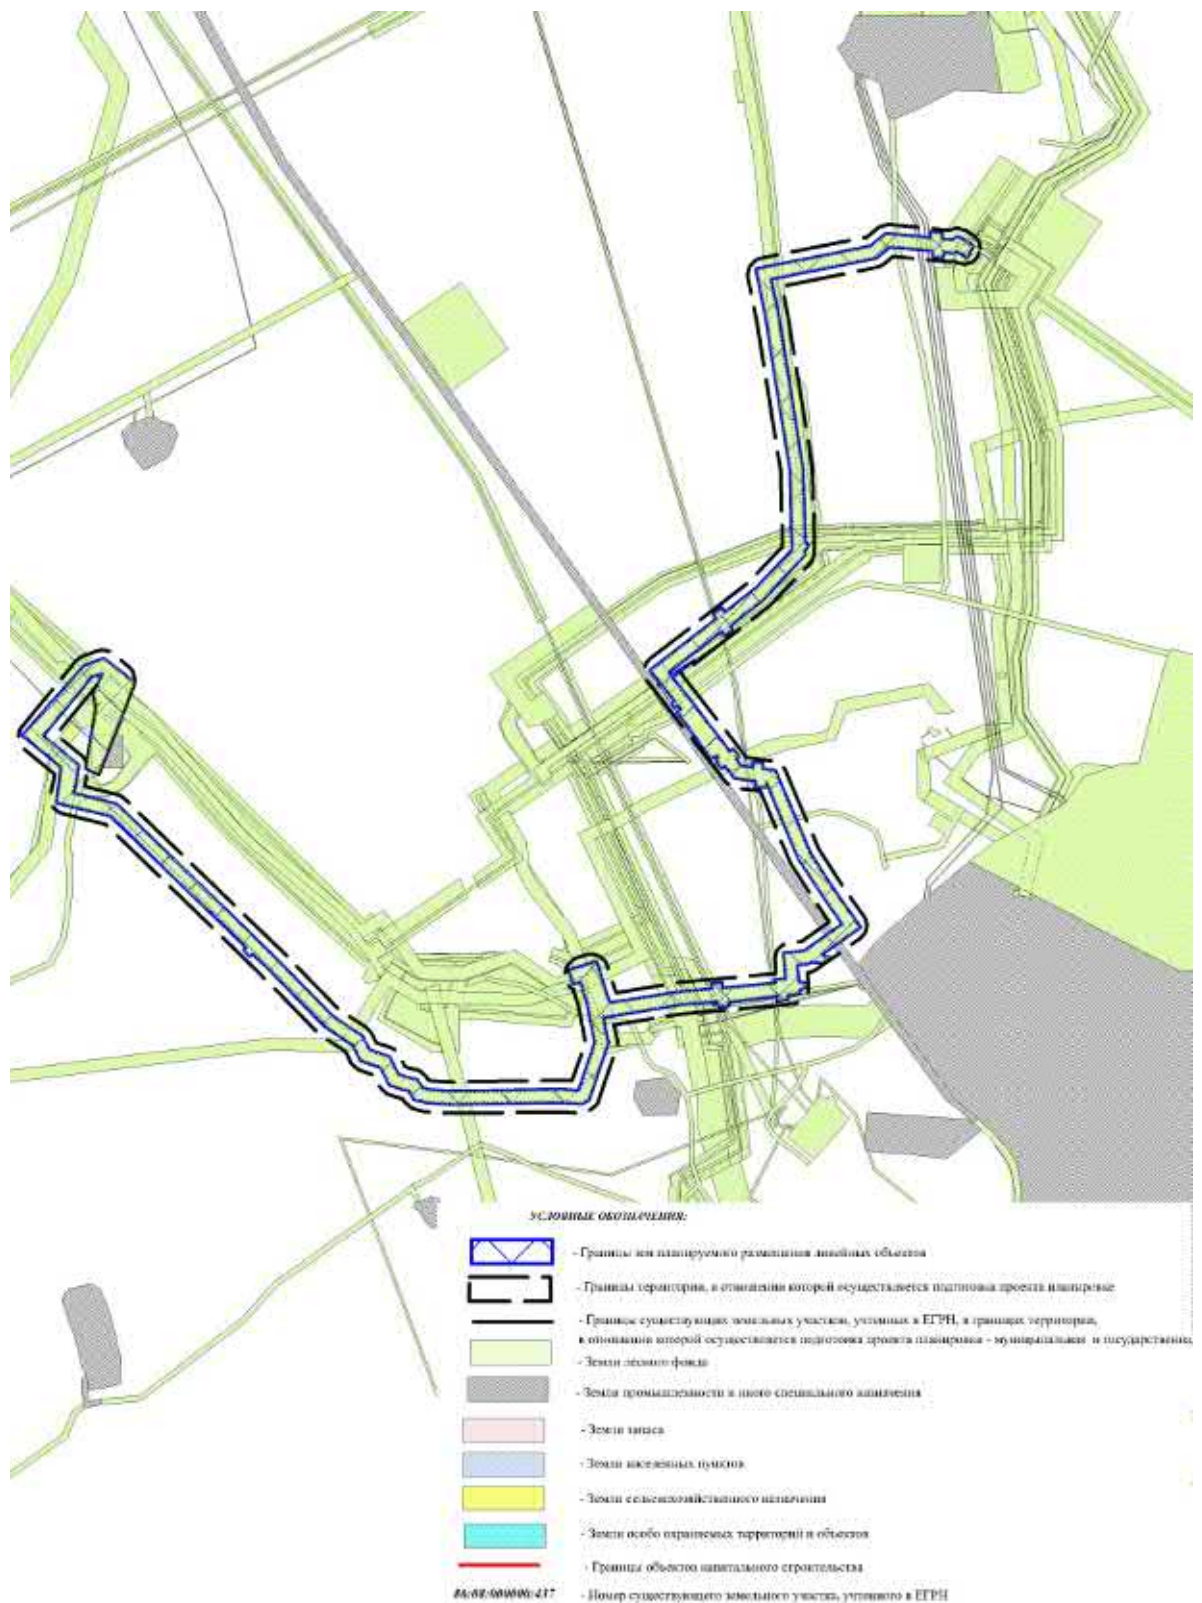 УСЛОВНЫЕ ОБОЗНАЧЕНИЯ:
- Границы зон планируемого размещения линейных объектов
- Границы территории, в отношении которой осуществляется подготовка проекта планировки
- Границы существующих земельных участков, учтенных в ЕГРН, в границах территории,
в отношении которой осуществляется подготовка проекта планировки - муниципальная и государственна
- Земли лесного фонда
- Земли промышленности и иного специального назначения
- Земли запаса
- Земли населенных пунктов
- Земли сельскохозяйственного назначения
- Земли особо охраняемых территорий и объектов
- Границы объектов капитального строительства
- Номер существующего земельного участка, учтенного в ЕГРН